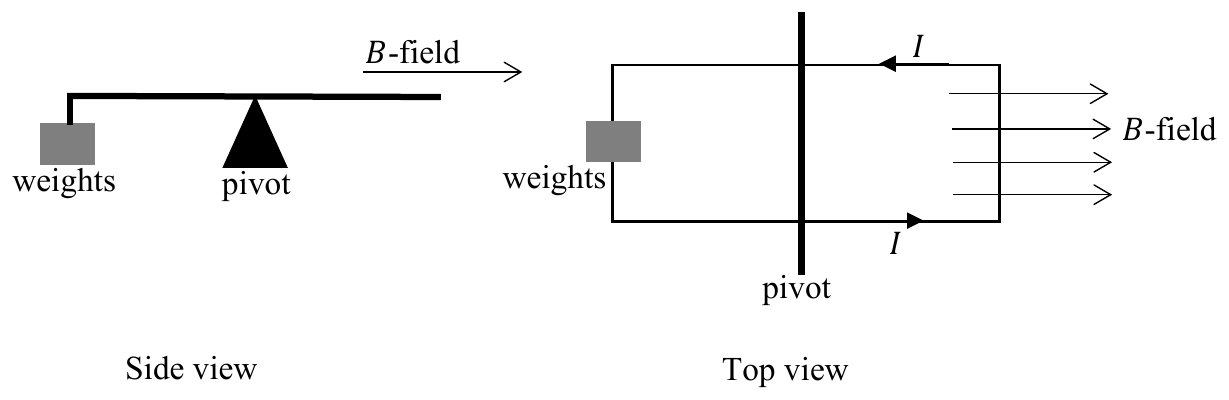 B-field
weights
pivot
Side view
I
B-field
weights
I
pivot
Top view